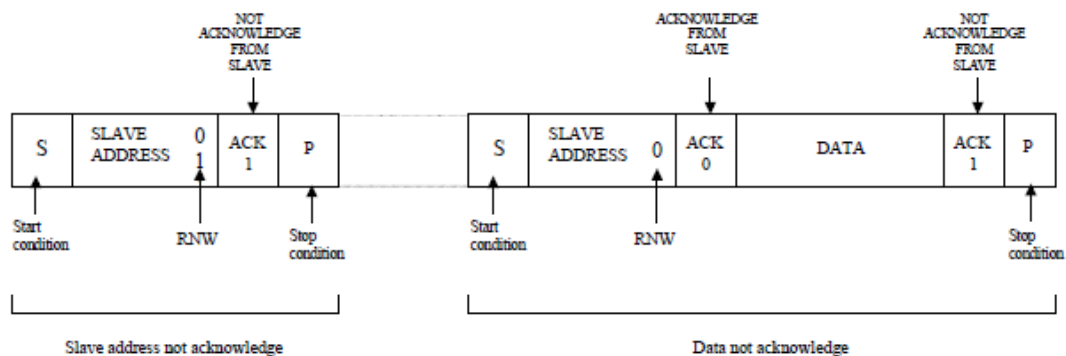 NOT
ACKNOWLEDGE
FROM
SLAVE
ACKNOWLEDGE
FROM
SLAVE
NOT
ACKNOWLEDGE
FROM
SLAVE
S
SLAVE
ADDRESS
0
1
ACK
1
P
S
SLAVE
ADDRESS 0
ACK
0
DATA
ACK
1
P
Start
condition
RNW
Stop
condition
Start
condition
RNW
Stop
condition
Slave address not acknowledge
Data not acknowledge